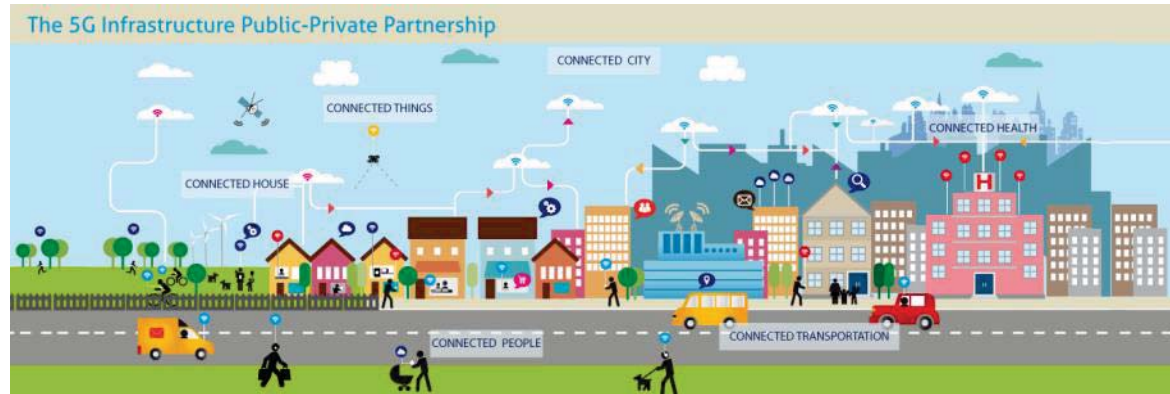 The 5G Infrastructure Public-Private Partnership
CONNECTED CITY
CONNECTED THINGS
CONNECTED HEALTH
CONNECTED HOUSE
H
CONNECTED PEOPLE
CONNECTED TRANSPORTATION